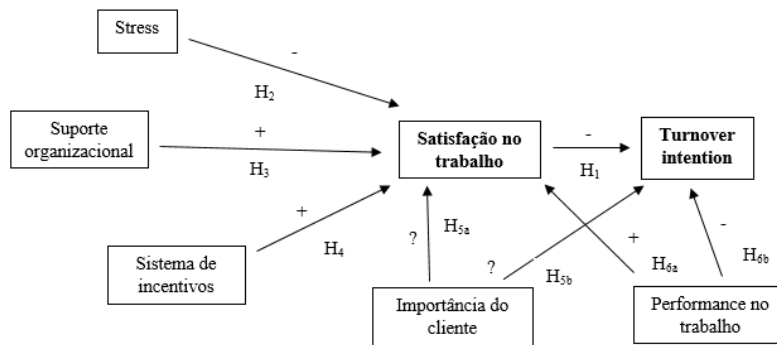 Stress
-
H2
Suporte
organizacional
+
H3
Satisfação no
trabalho
-
H1
Turnover
intention
+
H4
Sistema de
incentivos
?
H5a
?
H5b
+
H6a
-
H6b
Importância do
cliente
Performance no
trabalho